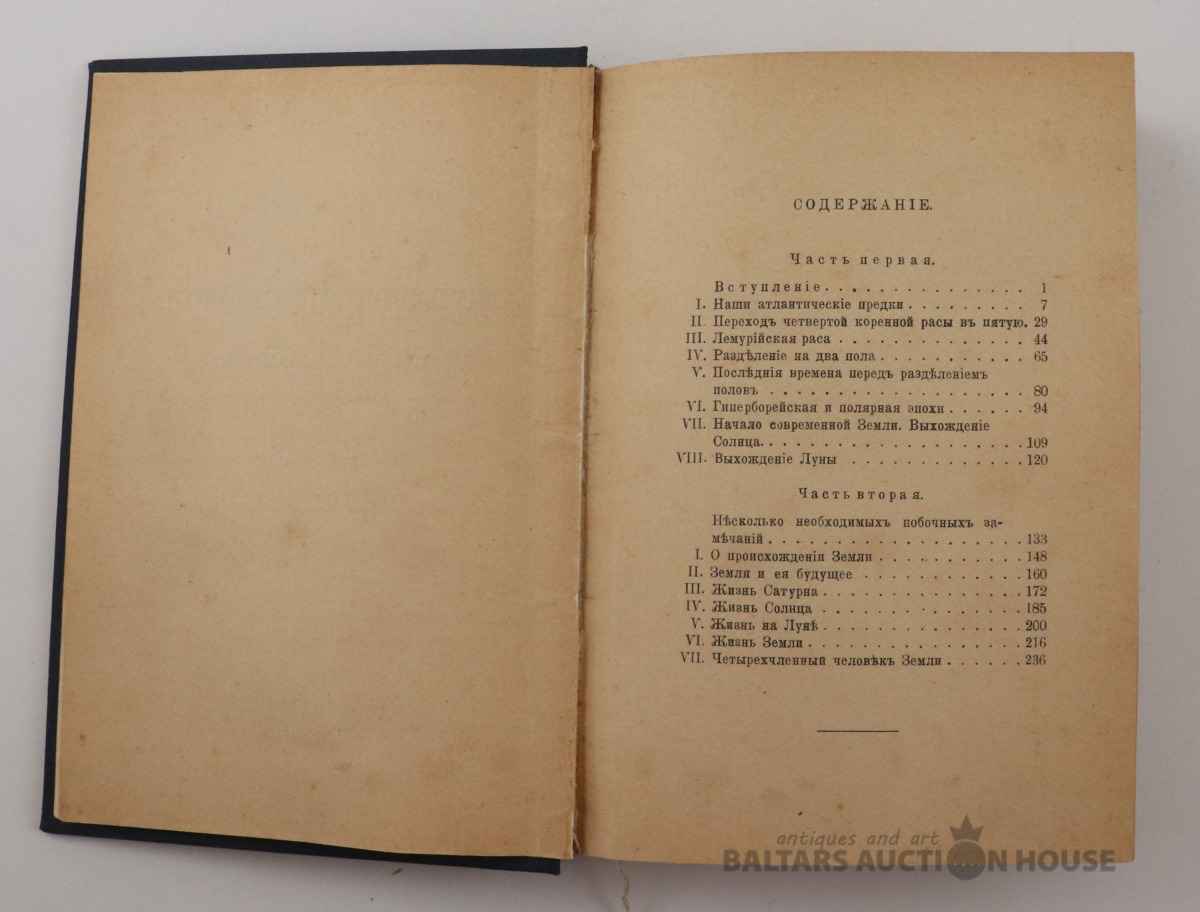 СОДЕРЖАНІЕ.
Часть первая.
Вступленіе . . . . . . . . . . . . . . . 1
I. Наши атлантическіе предки . . . . . . . . . 7
II. Переходъ четвертой коренной расы въ пятую. 29
III. Лемурійская раса . . . . . . . . . . . . . . 44
IV. Раздѣленіе на два пола . . . . . . . . . . . 65
V. Послѣднія времена передъ раздѣленіемъ
половъ . . . . . . . . . . . . . . . . . . . 80
VI. Гиперборейская и полярная эпохи . . . . . . 94
VII. Начало современной Земли. Выхожденіе
Солнца. . . . . . . . . . . . . . . . . . . 109
VIII. Выхожденіе Луны . . . . . . . . . . . . . 120
Часть вторая.
Нѣсколько необходимыхъ побочныхъ за-
мѣчаній . . . . . . . . . . . . . . . . . . 133
I. О происхожденіи Земли . . . . . . . . . . . 148
II. Земля и ея будущее . . . . . . . . . . . . 160
III. Жизнь Сатурна . . . . . . . . . . . . . . . 172
IV. Жизнь Солнца . . . . . . . . . . . . . . . 185
V. Жизнь на Лунѣ . . . . . . . . . . . . . . . 200
VI. Жизнь Земли . . . . . . . . . . . . . . . . 216
VII. Четырехчленный человѣкъ Земли . . . . . . 236
antiques and art
BALTARS AUCTION HOUSE